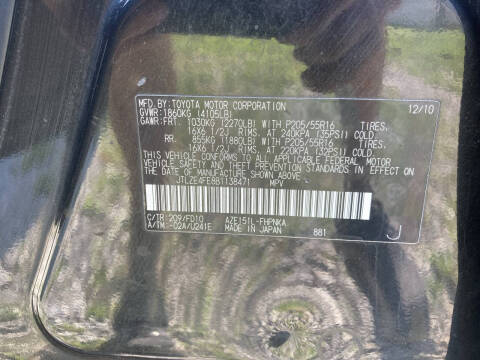 MFD.BY:TOYOTA MOTOR CORPORATION 12/10
GVWR:1860KG (4105LB)
GAWR:FRT 1030KG (2270LB) WITH P205/55R16 TIRES,
16X6 1/2J RIMS, AT 240KPA (35PSI) COLD
RR. 855KG (1880LB) WITH P205/55R16 TIRES,
16X6 1/2J RIMS, AT 220KPA (32PSI) COLD
THIS VEHICLE CONFORMS TO ALL APPLICABLE FEDERAL MOTOR
VEHICLE SAFETY AND THEFT PREVENTION STANDARDS IN
EFFECT ON THE DATE OF MANUFACTURE SHOWN ABOVE.
JTLZE4FE8B1138471 MPV
C/TR:209/FD10 AZE151L-FHPNKA
A/TM:-02A/U241E MADE IN JAPAN 881 J